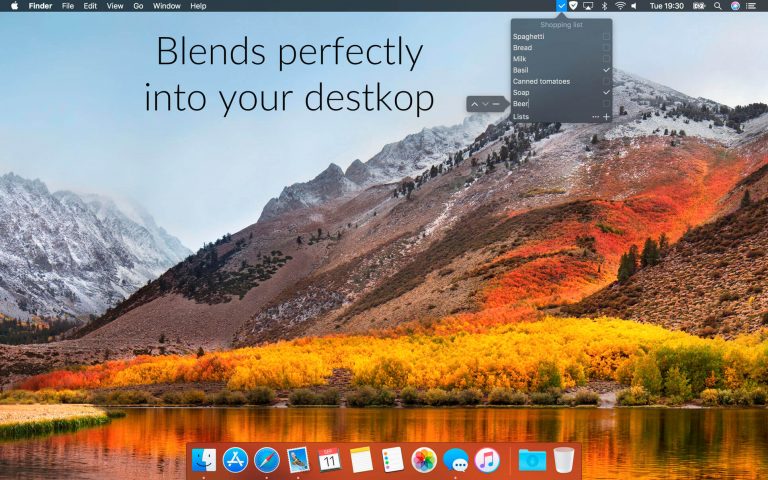 Finder File Edit View Go Window Help
Tue 19:30
Blends perfectly
into your destkop
Shopping list
Spaghetti
Bread
Milk
Basil
Canned tomatoes
Soap
Beer
Lists
11